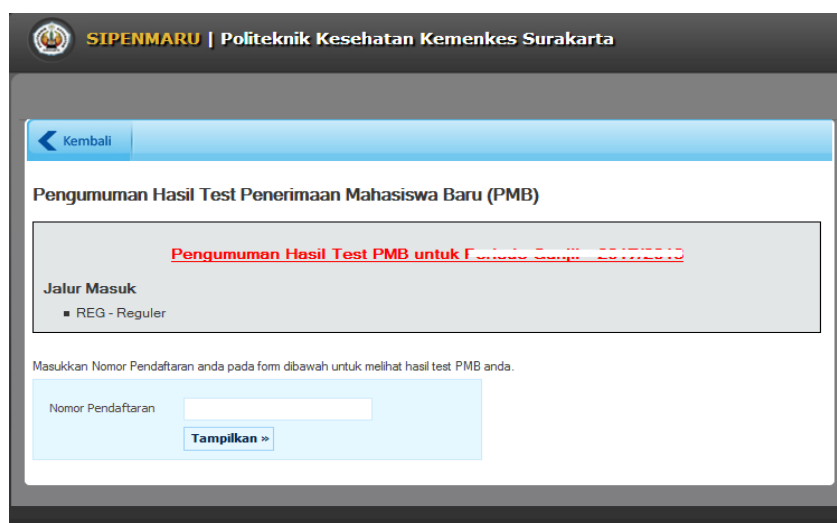 SIPENMARU | Politeknik Kesehatan Kemenkes Surakarta
Kembali
Pengumuman Hasil Test Penerimaan Mahasiswa Baru (PMB)
Pengumuman Hasil Test PMB untuk
Jalur Masuk
▪ REG - Reguler
Masukkan Nomor Pendaftaran anda pada form dibawah untuk melihat hasil test PMB anda.
Nomor Pendaftaran
Tampilkan »